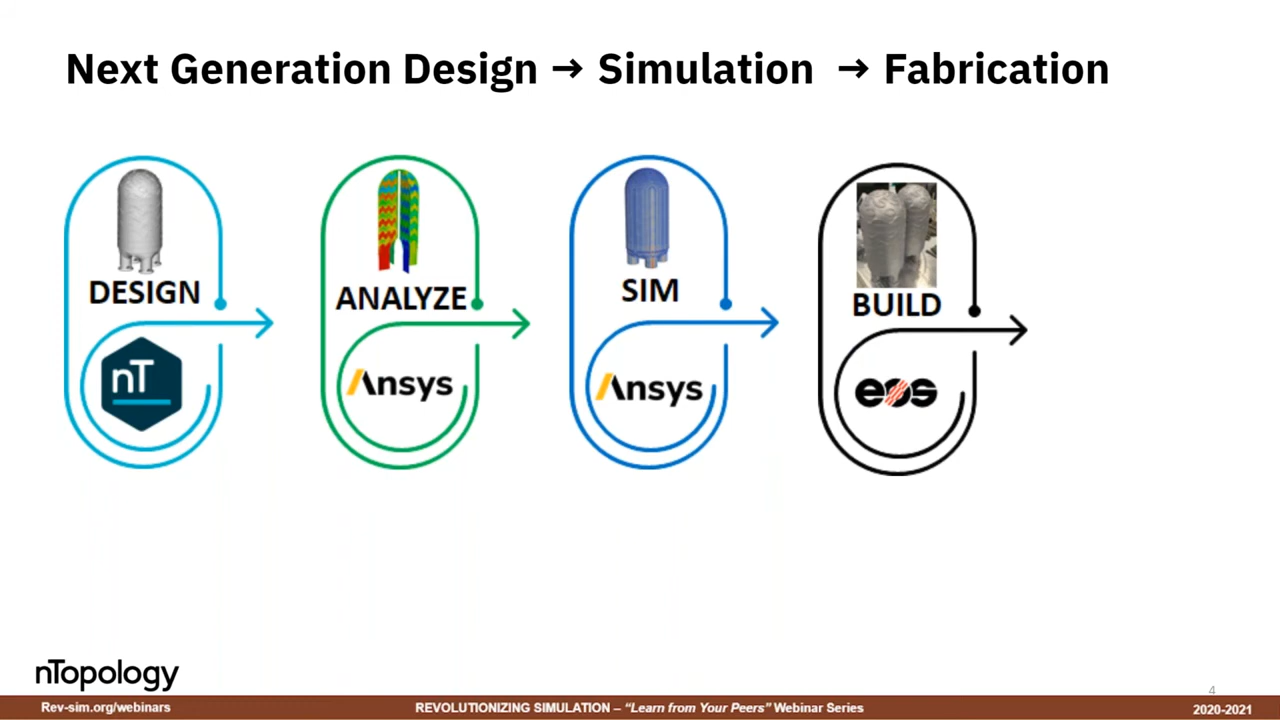 Next Generation Design → Simulation → Fabrication
DESIGN
ANALYZE
SIM
BUILD
nT
Ansys
Ansys
eos
nTopology
4
Rev-sim.org/webinars
REVOLUTIONIZING SIMULATION – “Learn from Your Peers” Webinar Series
2020-2021